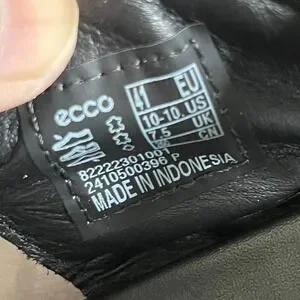 ecco
41 EU
10-10.5 US
7.5 UK
CN
82222301001
2410500396 P
MADE IN INDONESIA